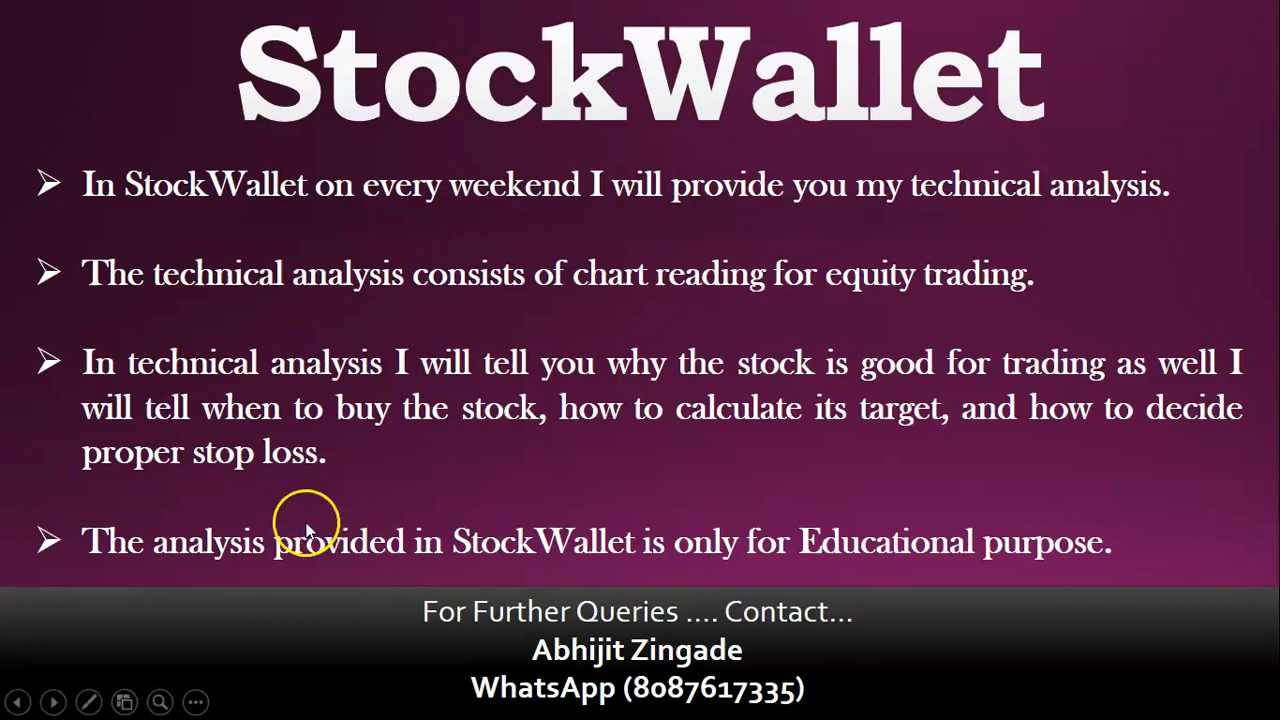 StockWallet
➢ In StockWallet on every weekend I will provide you my technical analysis.
➢ The technical analysis consists of chart reading for equity trading.
➢ In technical analysis I will tell you why the stock is good for trading as well I
will tell when to buy the stock, how to calculate its target, and how to decide
proper stop loss.
➢ The analysis provided in StockWallet is only for Educational purpose.
For Further Queries .... Contact...
Abhijit Zingade
WhatsApp (8087617335)